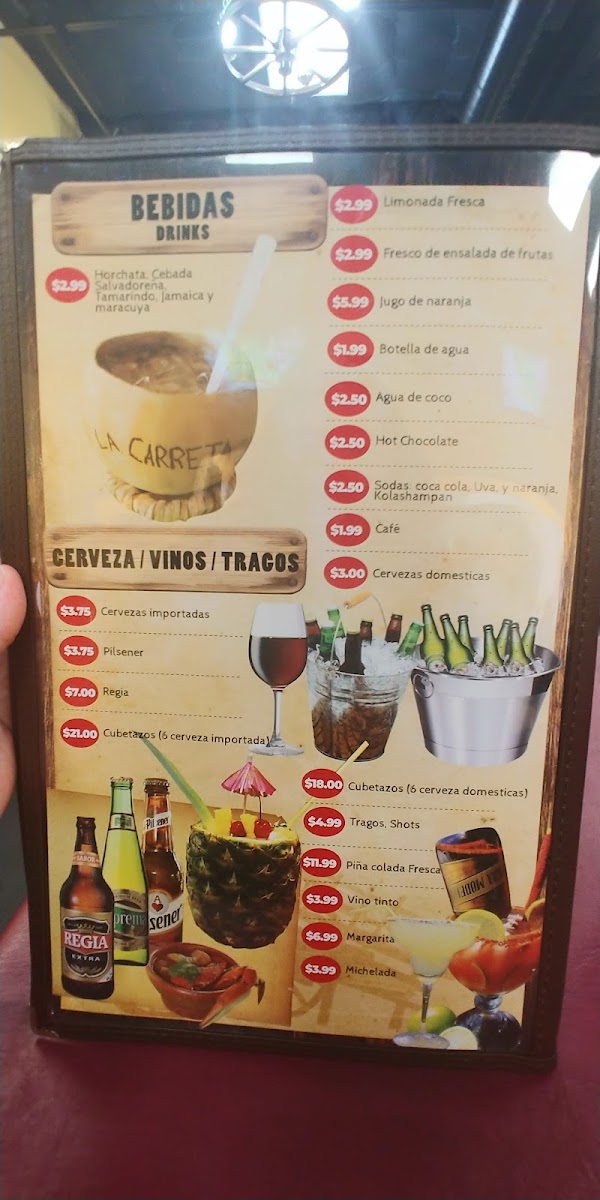 BEBIDAS
DRINKS
$2.99
Horchata, Cebada
Salvadoreña,
Tamarindo, Jamaica y
maracuya
LA CARRETA
$2.99 Limonada Fresca
$2.99 Fresco de ensalada de frutas
$5.99 Jugo de naranja
$1.99 Botella de agua
$2.50 Agua de coco
$2.50 Hot Chocolate
$2.50 Sodas: coca cola, Uva, y naranja,
Kolashampan
$1.99 Café
$3.00 Cervezas domesticas
CERVEZA / VINOS / TRAGOS
$3.75 Cervezas importadas
$3.75 Pilsener
$7.00 Regia
$21.00 Cubetazos (6 cerveza importada)
$18.00 Cubetazos (6 cerveza domesticas)
$4.99 Tragos, Shots
$11.99 Piña colada Fresca
$3.99 Vino tinto
$6.99 Margarita
$3.99 Michelada
SABOR
REGIA
EXTRA
prema
Pilsener
sener
MODEL